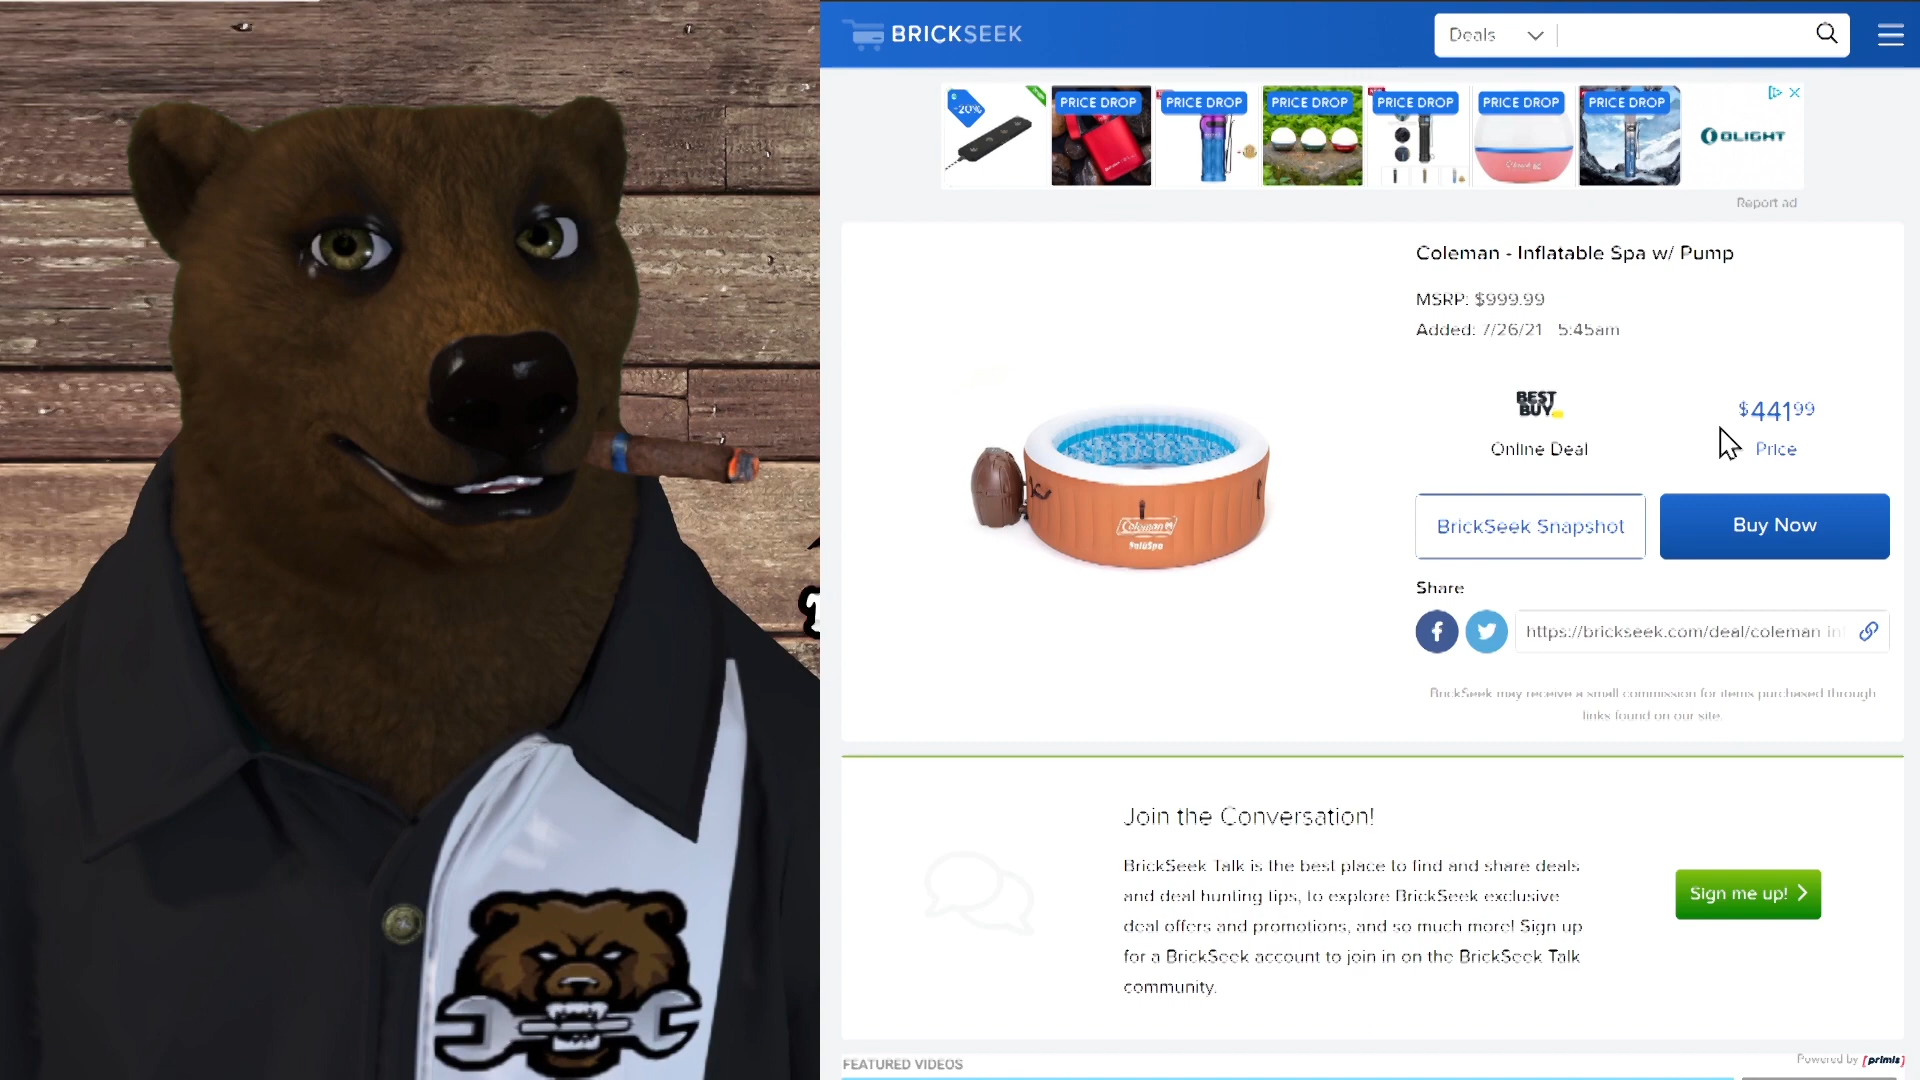 BRICKSEEK
Deals
-20%
PRICE DROP
PRICE DROP
PRICE DROP
PRICE DROP
PRICE DROP
PRICE DROP
OLIGHT
Report ad
Coleman - Inflatable Spa w/ Pump
MSRP: $999.99
Added: 7/26/21 5:45am
BEST
BUY
$441.99
Online Deal
Price
BrickSeek Snapshot
Buy Now
Coleman
SaluSpa
Share
https://brickseek.com/deal/coleman
BrickSeek may receive a small commission for items purchased through
links found on our site.
Join the Conversation!
BrickSeek Talk is the best place to find and share deals
and deal hunting tips, to explore BrickSeek exclusive
deal offers and promotions, and so much more! Sign up
for a BrickSeek account to join in on the BrickSeek Talk
community.
Sign me up!
FEATURED VIDEOS
Powered by [primis]